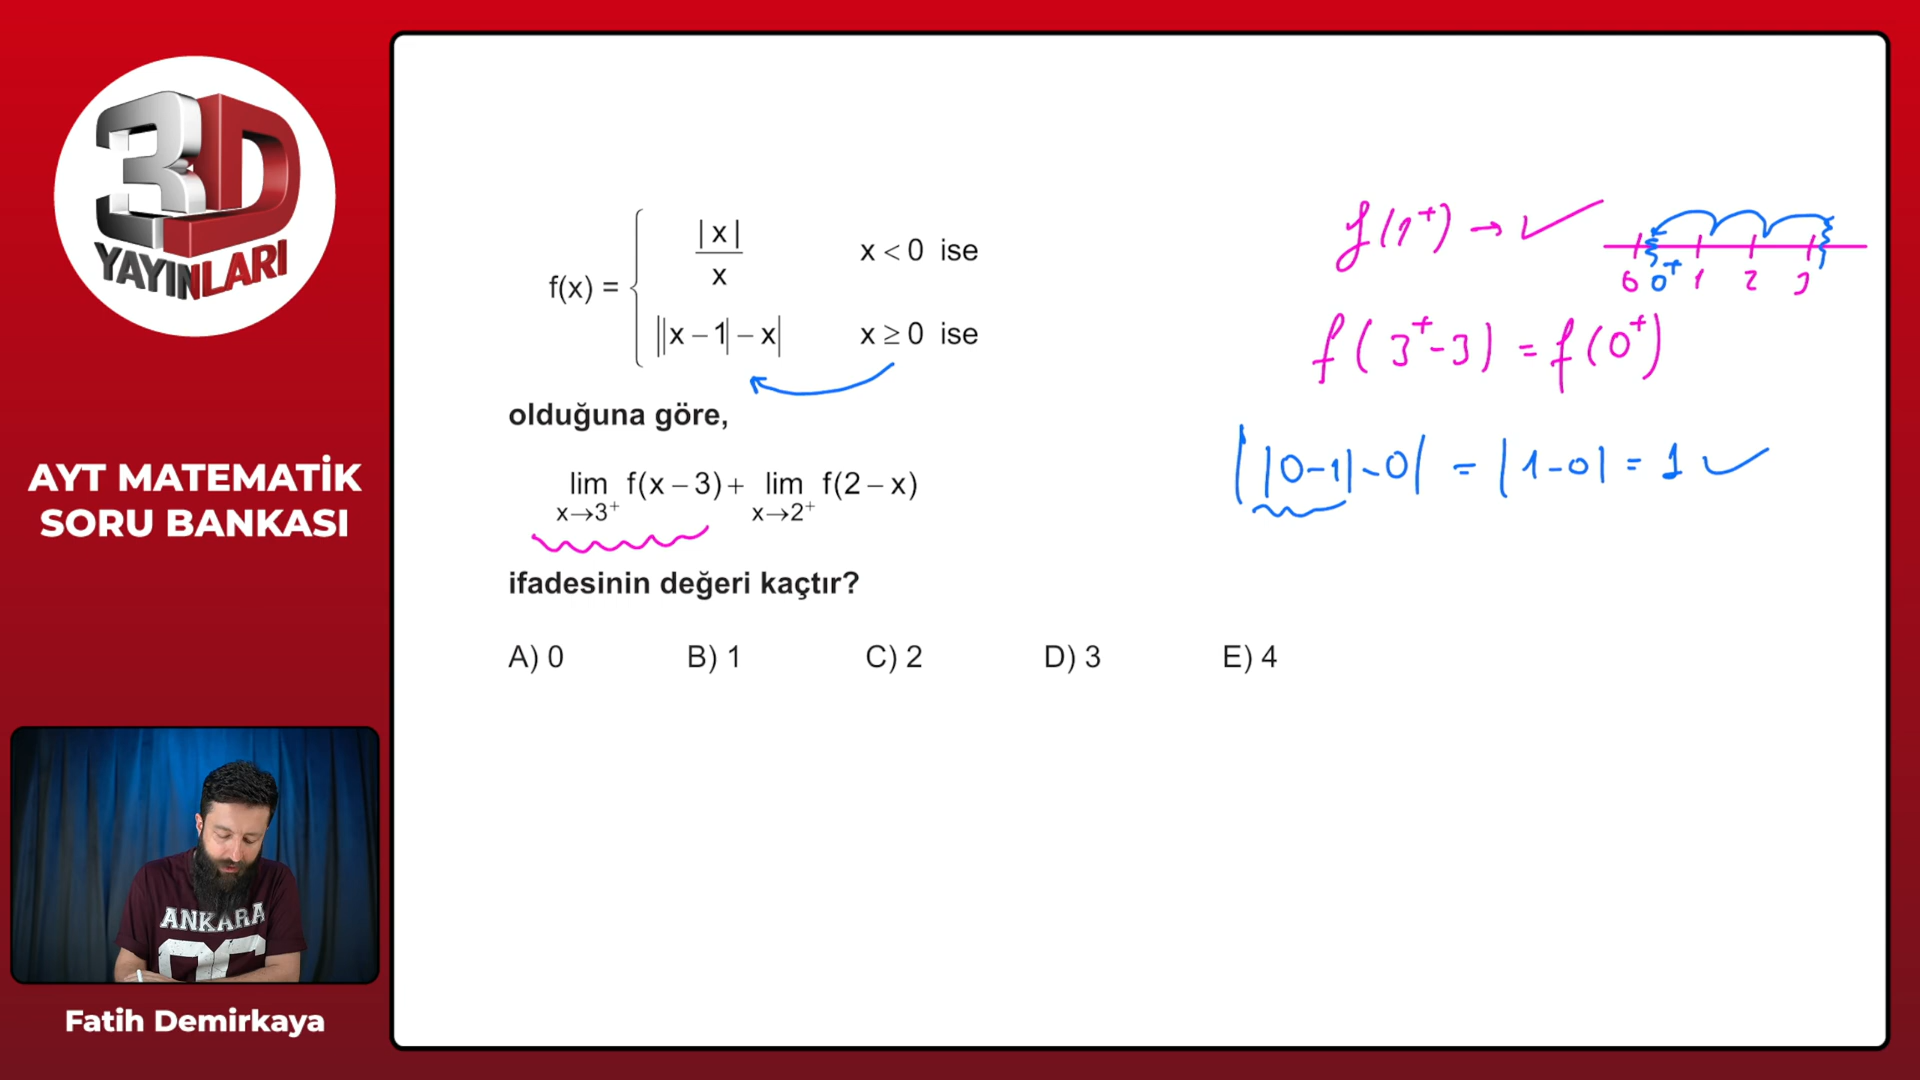 3D
YAYINLARI
AYT MATEMATİK
SORU BANKASI
ANKARA
Fatih Demirkaya
f(x) = { |x|/x x < 0 ise
||x – 1| – x| x ≥ 0 ise
olduğuna göre,
lim x→3⁺ f(x – 3) + lim x→2⁺ f(2 – x)
ifadesinin değeri kaçtır?
A) 0 B) 1 C) 2 D) 3 E) 4
f(1⁺) → ✓
0⁺ 1 2 3
f(3⁺-3) = f(0⁺)
||0-1|-0| = |1-0| = 1 ✓